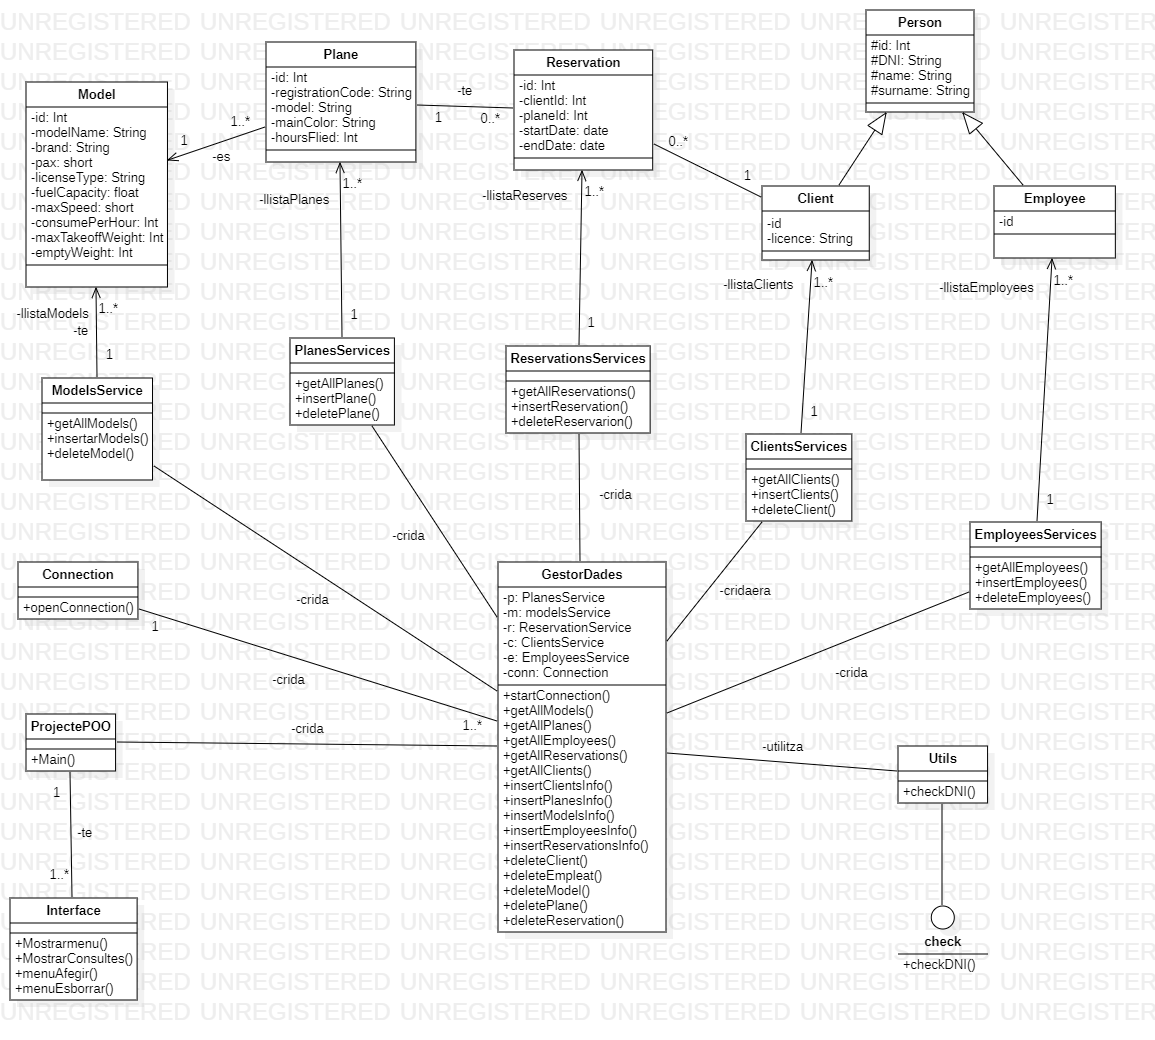 Person
#id: Int
#DNI: String
#name: String
#surname: String
Plane
-id: Int
-registrationCode: String
-model: String
-mainColor: String
-hoursFlied: Int
Reservation
-id: Int
-clientId: Int
-planeId: Int
-startDate: date
-endDate: date
Model
-id: Int
-modelName: String
-brand: String
-pax: short
-licenseType: String
-fuelCapacity: float
-maxSpeed: short
-consumePerHour: Int
-maxTakeoffWeight: Int
-emptyWeight: Int
1..*
1
-es
-te
1
0..*
0..*
1
Client
-id
-licence: String
Employee
-id
-llistaPlanes
1..*
1
-llistaReserves
1..*
1
-llistaClients
1..*
1
-llistaEmployees
1..*
1
-llistaModels
1..*
-te
1
ModelsService
+getAllModels()
+insertarModels()
+deleteModel()
PlanesServices
+getAllPlanes()
+insertPlane()
+deletePlane()
ReservationsServices
+getAllReservations()
+insertReservation()
+deleteReservarion()
ClientsServices
+getAllClients()
+insertClients()
+deleteClient()
EmployeesServices
+getAllEmployees()
+insertEmployees()
+deleteEmployees()
-crida
-crida
-crida
-cridaera
-crida
Connection
+openConnection()
1
-crida
1..*
GestorDades
-p: PlanesService
-m: modelsService
-r: ReservationService
-c: ClientsService
-e: EmployeesService
-conn: Connection
+startConnection()
+getAllModels()
+getAllPlanes()
+getAllEmployees()
+getAllReservations()
+getAllClients()
+insertClientsInfo()
+insertPlanesInfo()
+insertModelsInfo()
+insertEmployeesInfo()
+insertReservationsInfo()
+deleteClient()
+deleteEmpleat()
+deleteModel()
+deletePlane()
+deleteReservation()
ProjectePOO
+Main()
-crida
1
-te
1..*
Interface
+Mostrarmenu()
+MostrarConsultes()
+menuAfegir()
+menuEsborrar()
-utilitza
Utils
+checkDNI()
check
+checkDNI()
UNREGISTERED